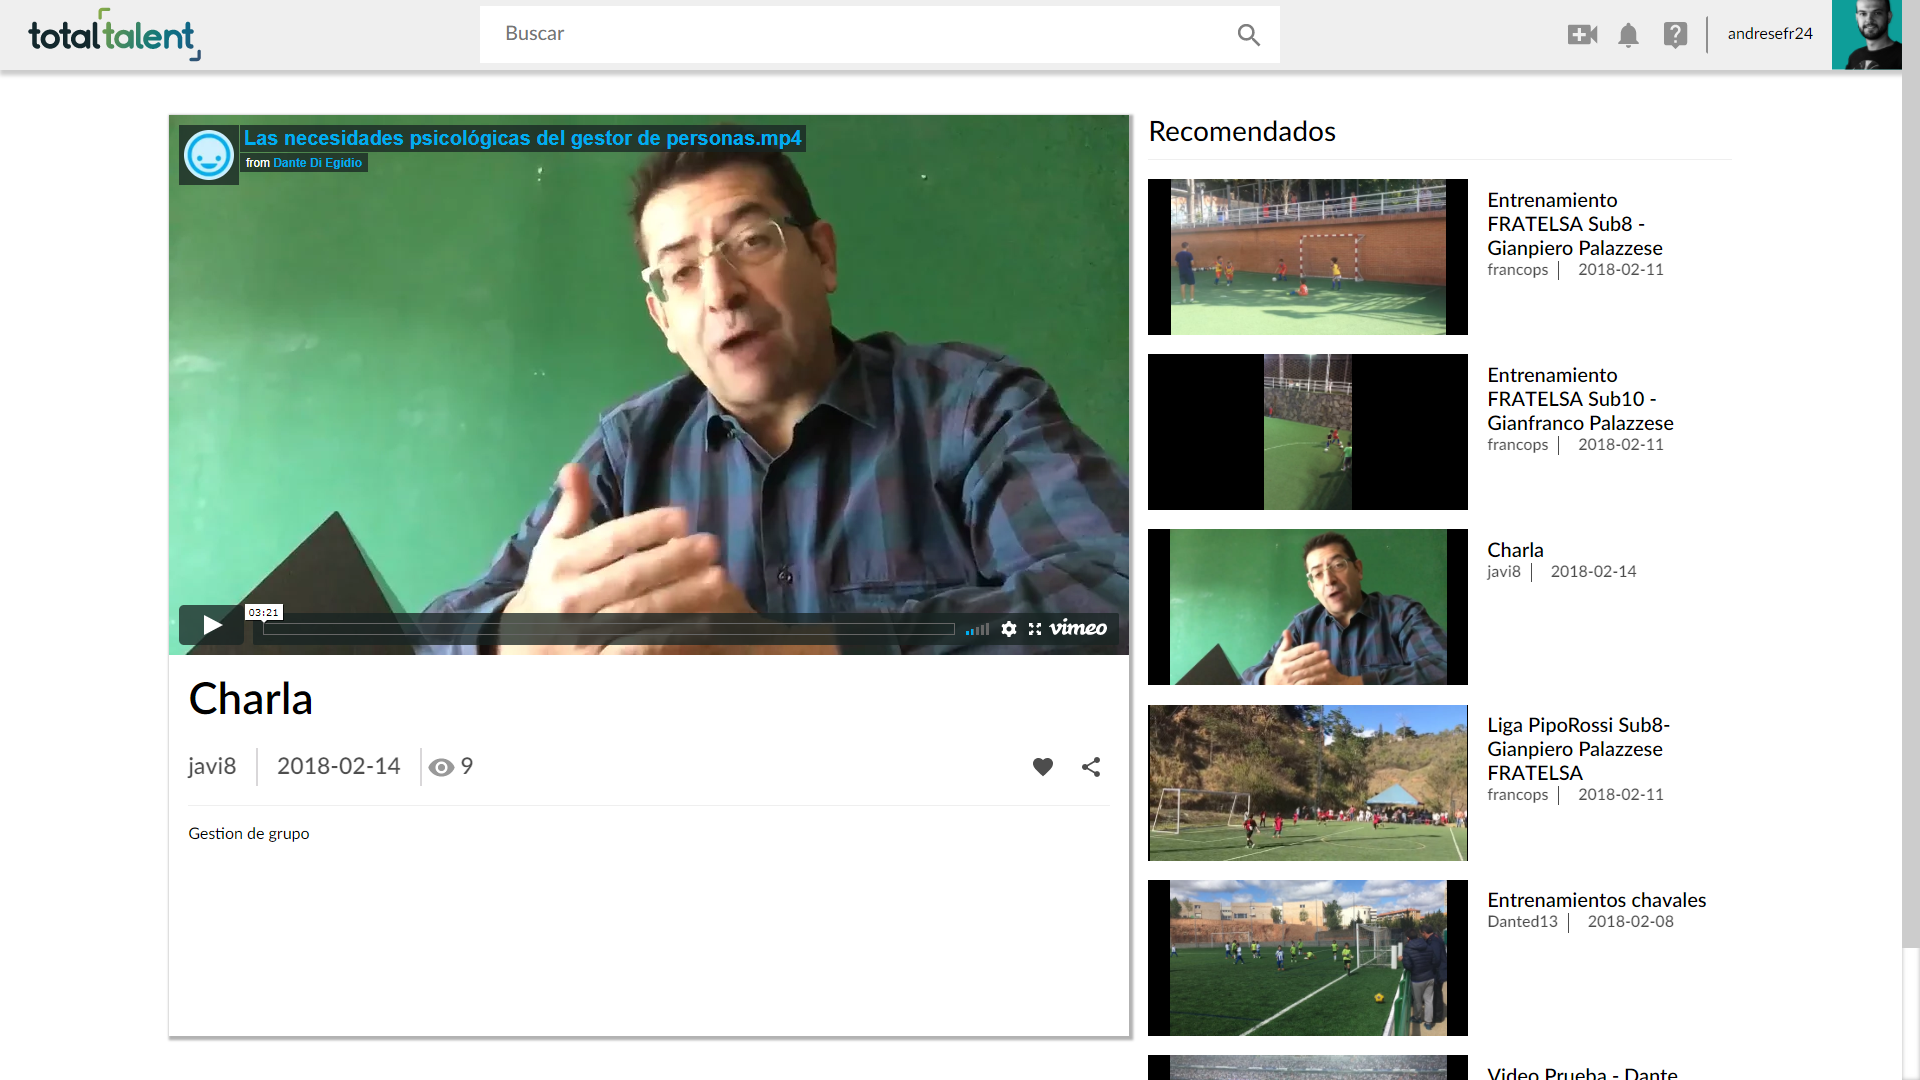 totaltalent
Buscar
andresefr24
Las necesidades psicológicas del gestor de personas.mp4
from Dante Di Egidio
03:21
vimeo
Charla
javi8
2018-02-14
9
Gestion de grupo
Recomendados
Entrenamiento
FRATELSA Sub8 -
Gianpiero Palazzese
francops
2018-02-11
Entrenamiento
FRATELSA Sub10 -
Gianfranco Palazzese
francops
2018-02-11
Charla
javi8
2018-02-14
Liga PipoRossi Sub8-
Gianpiero Palazzese
FRATELSA
francops
2018-02-11
Entrenamientos chavales
Danted13
2018-02-08
Video Prueba - Dante